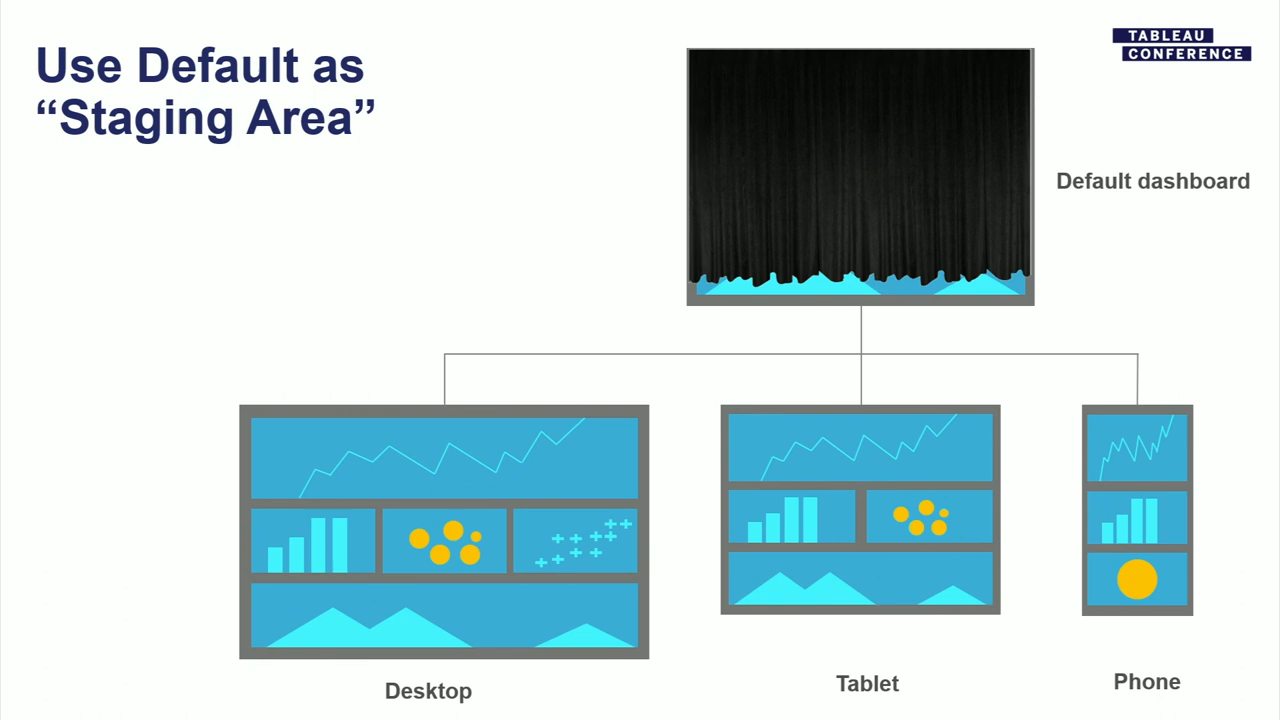 Use Default as
“Staging Area”
TABLEAU
CONFERENCE
Default dashboard
Desktop
Tablet
Phone